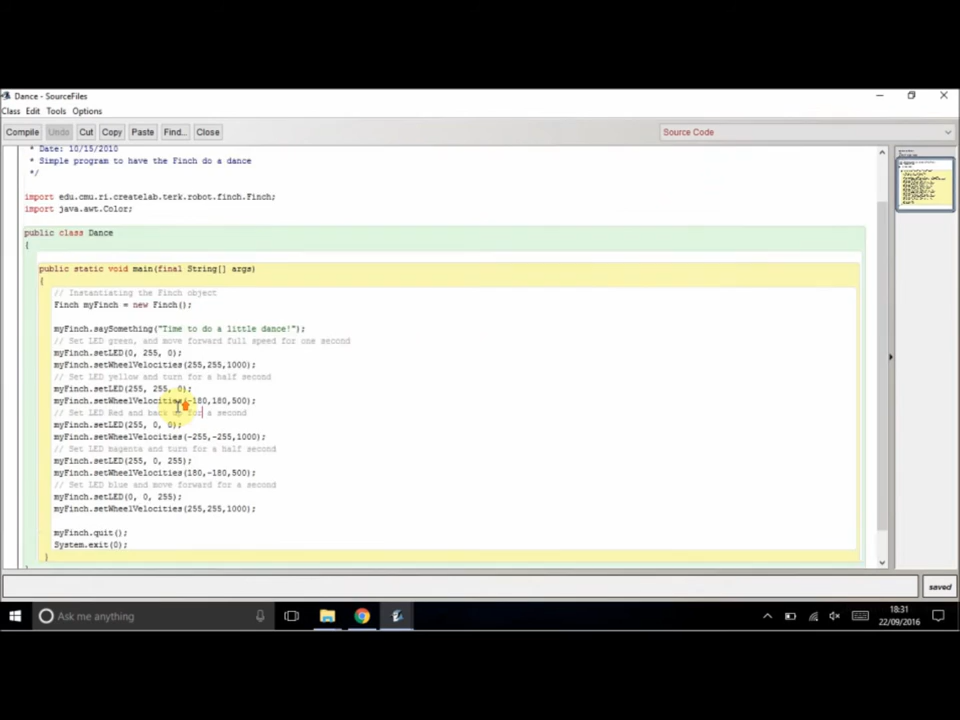 Dance - SourceFiles
Class Edit Tools Options
Compile Undo Cut Copy Paste Find... Close Source Code
* Date: 10/15/2010
* Simple program to have the Finch do a dance
*/
import edu.cmu.ri.createlab.terk.robot.finch.Finch;
import java.awt.Color;
public class Dance
{
public static void main(final String[] args)
{
// Instantiating the Finch object
Finch myFinch = new Finch();
myFinch.saySomething("Time to do a little dance!");
// Set LED green, and move forward full speed for one second
myFinch.setLED(0, 255, 0);
myFinch.setWheelVelocities(255,255,1000);
// Set LED yellow and turn for a half second
myFinch.setLED(255, 255, 0);
myFinch.setWheelVelocities(-180,180,500);
// Set LED Red and back up for a second
myFinch.setLED(255, 0, 0);
myFinch.setWheelVelocities(-255,-255,1000);
// Set LED magenta and turn for a half second
myFinch.setLED(255, 0, 255);
myFinch.setWheelVelocities(180,-180,500);
// Set LED blue and move forward for a second
myFinch.setLED(0, 0, 255);
myFinch.setWheelVelocities(255,255,1000);
myFinch.quit();
System.exit(0);
}
saved
Ask me anything
18:31
22/09/2016